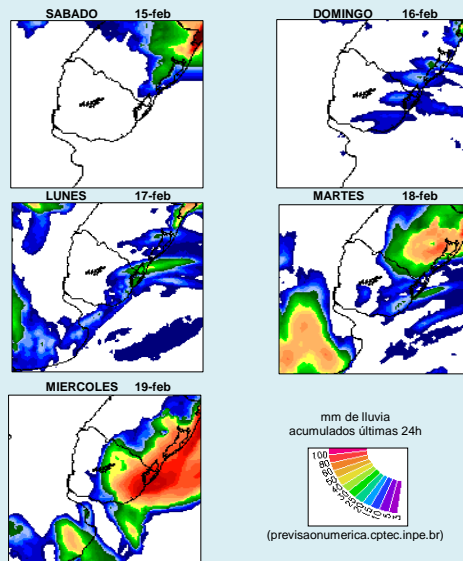 SABADO 15-feb
DOMINGO 16-feb
LUNES 17-feb
MARTES 18-feb
MIERCOLES 19-feb
mm de lluvia
acumulados últimas 24h
100
80
60
50
(previsaonumerica.cptec.inpe.br)